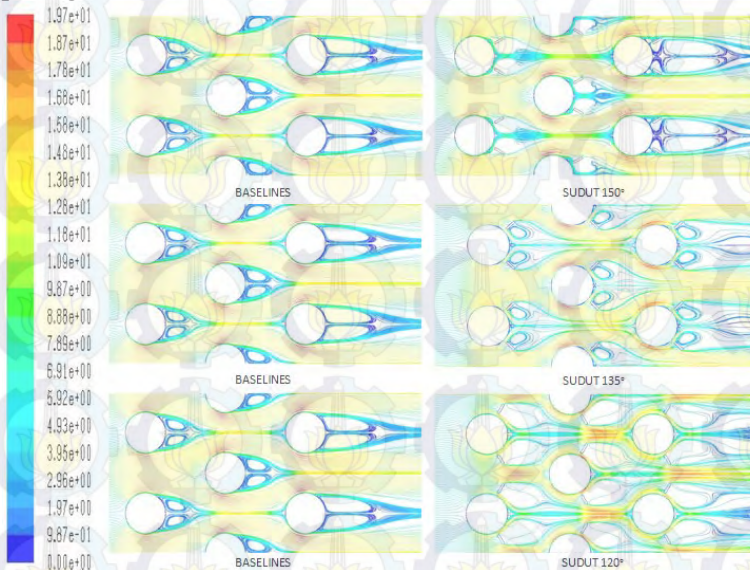 1.97e+01
1.87e+01
1.78e+01
1.68e+01
1.58e+01
1.48e+01
1.38e+01
1.28e+01
1.18e+01
1.09e+01
9.87e+00
8.88e+00
7.89e+00
6.91e+00
5.92e+00
4.93e+00
3.95e+00
2.96e+00
1.97e+00
9.87e-01
0.00e+00
BASELINES
SUDUT 150°
BASELINES
SUDUT 135°
BASELINES
SUDUT 120°